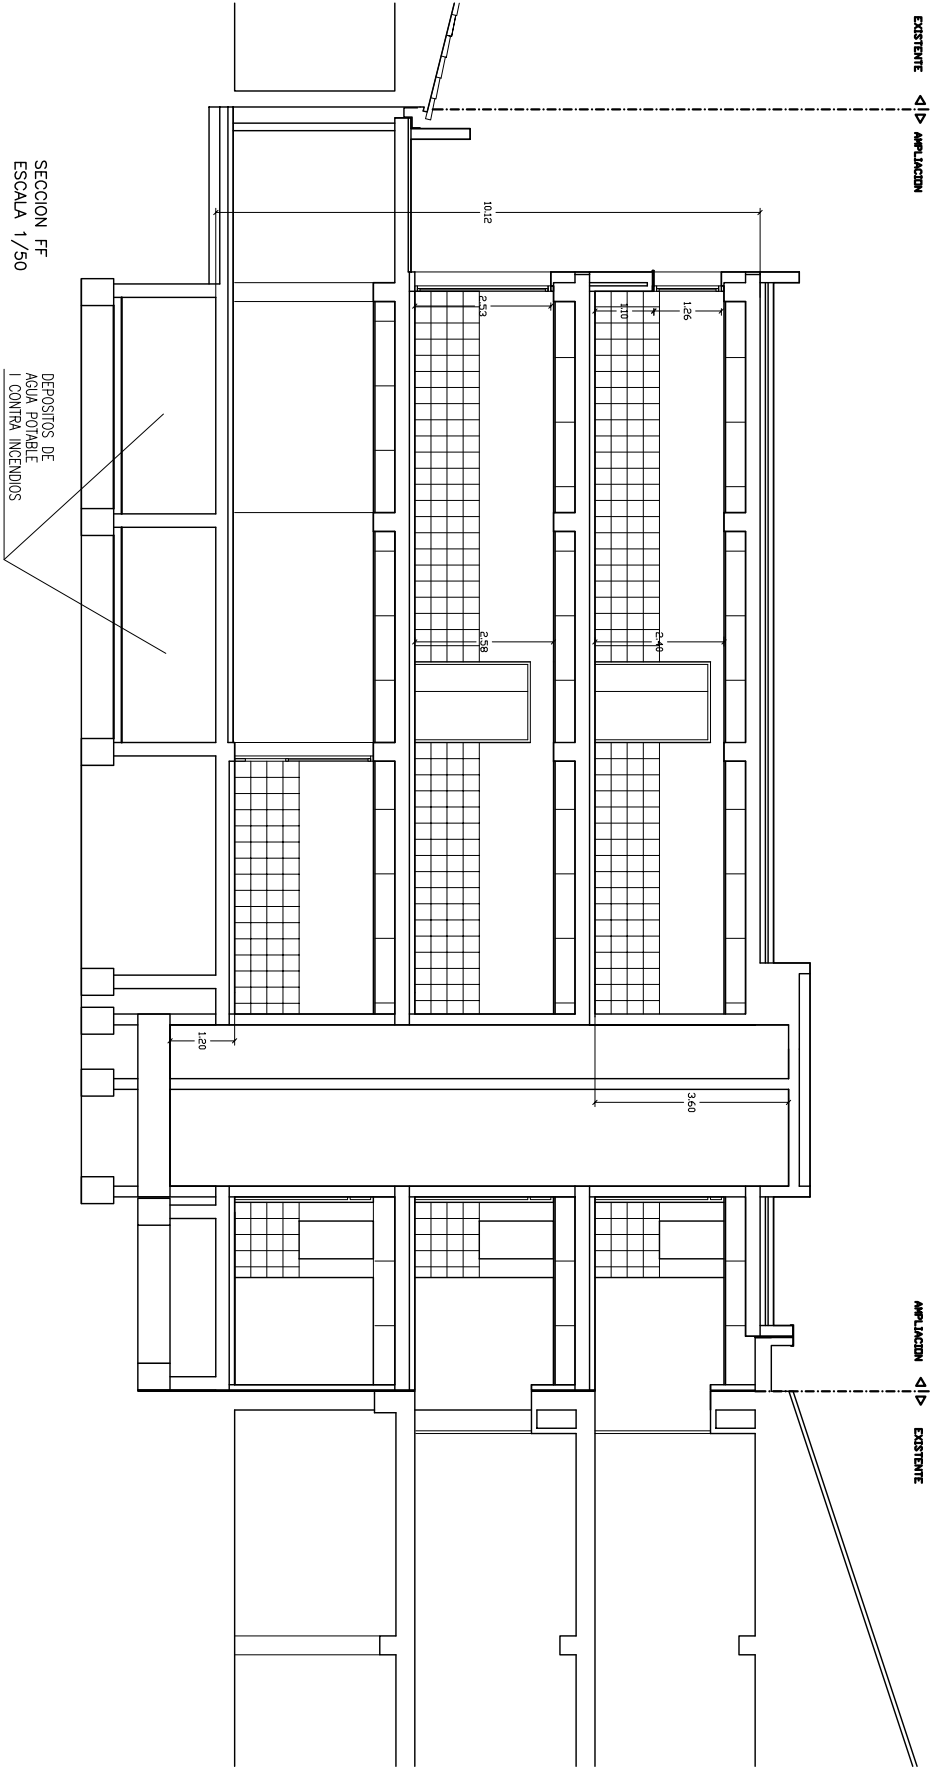 EXISTENTE
AMPLIACION
AMPLIACION
EXISTENTE
10.12
1.26
1.10
2.53
2.40
2.58
3.60
1.20
SECCION FF
ESCALA 1/50
DEPOSITOS DE
AGUA POTABLE
I CONTRA INCENDIOS